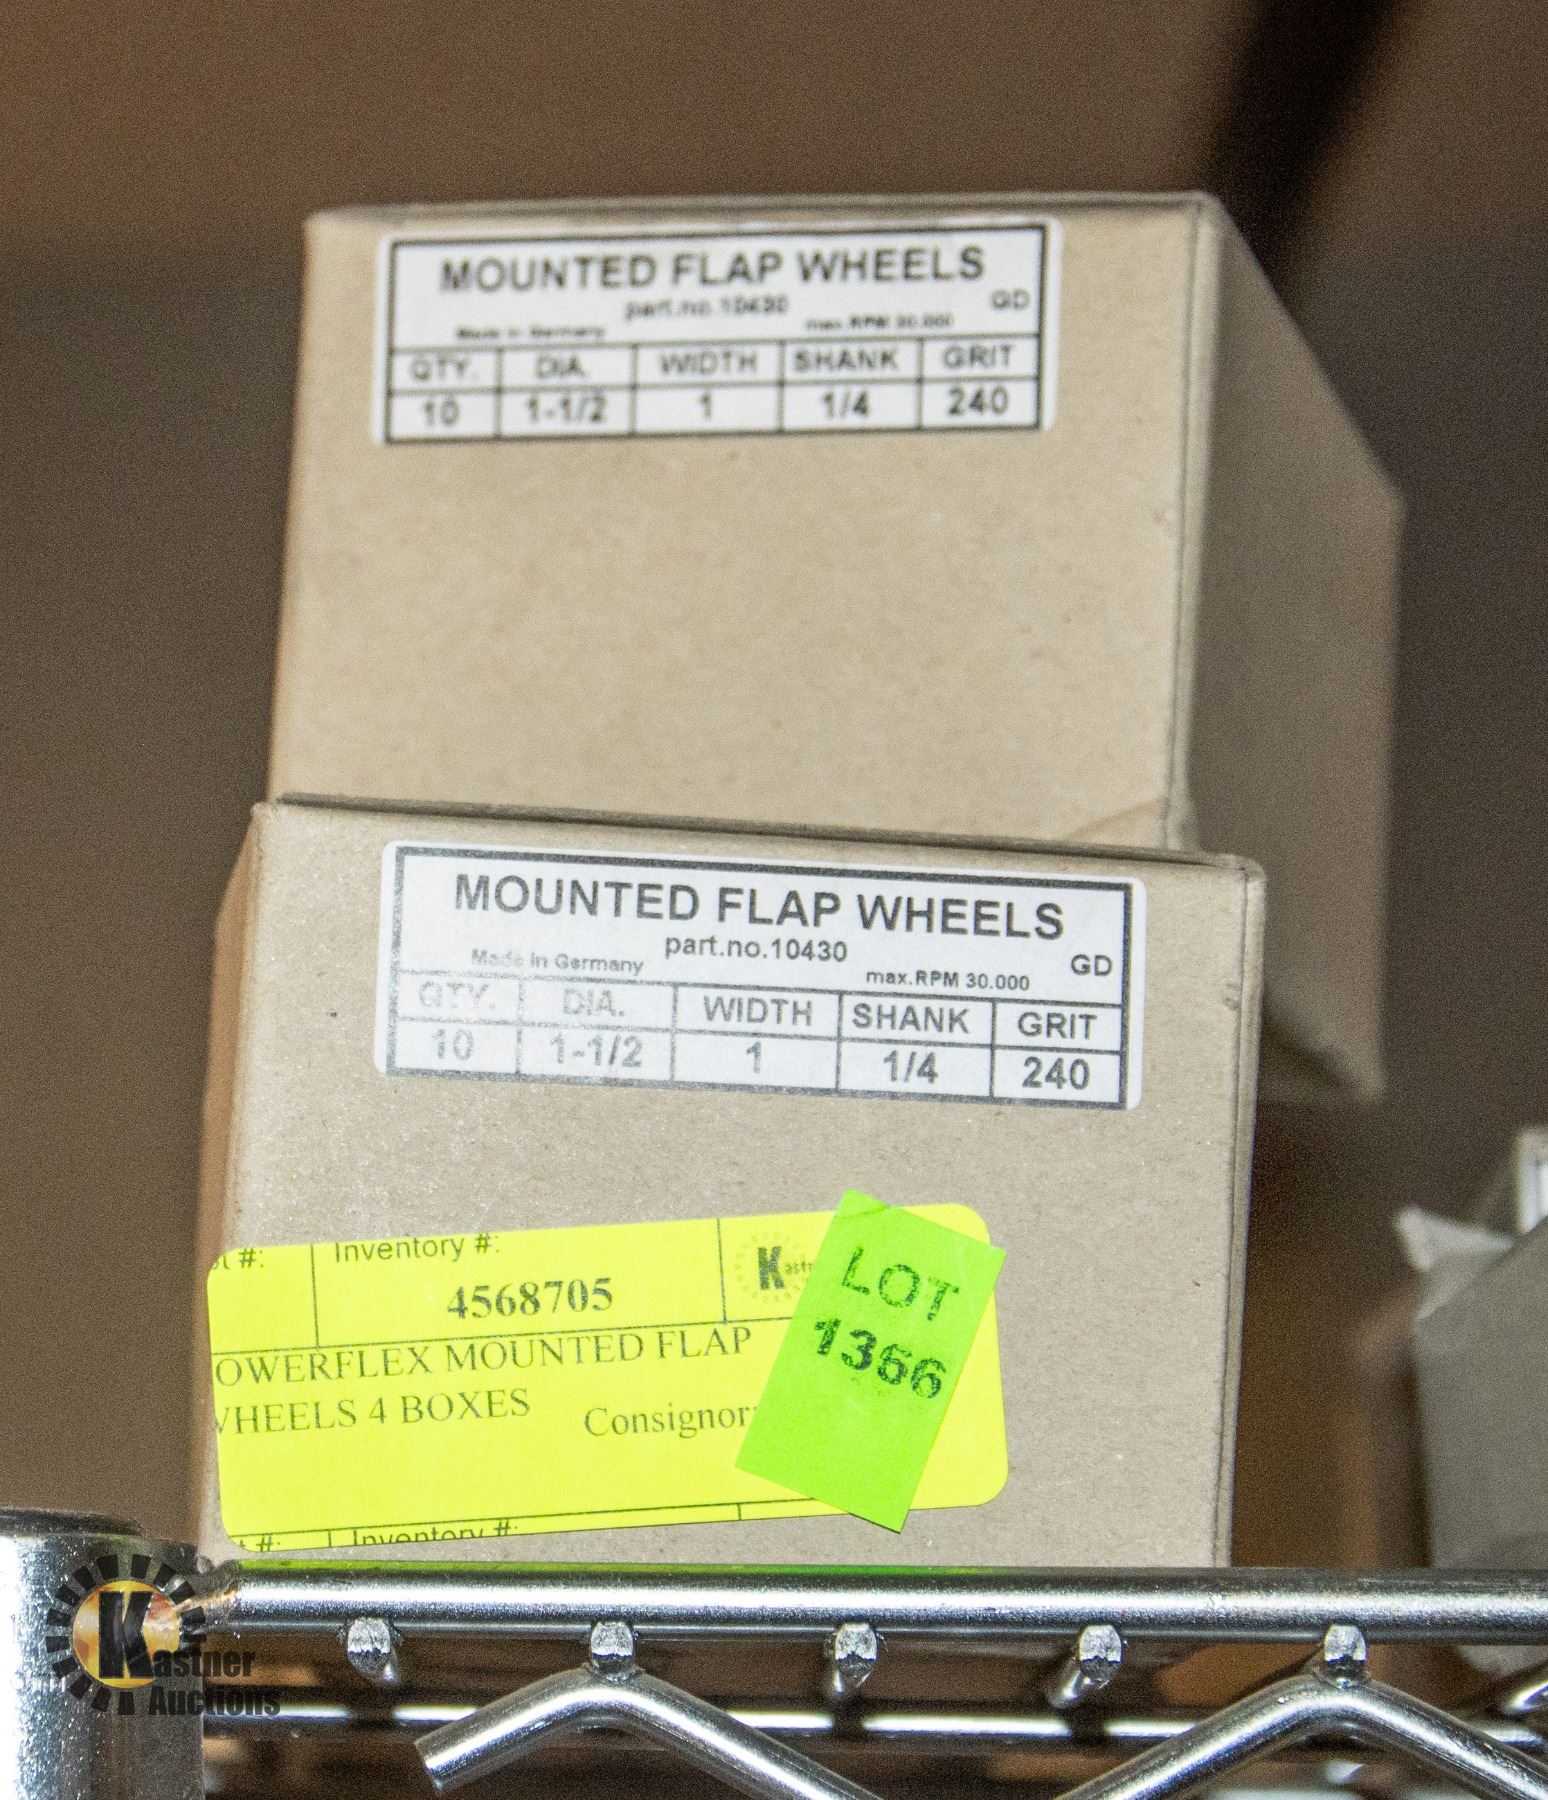 MOUNTED FLAP WHEELS
part.no.10430
GD
Made in Germany
max.RPM 30.000
QTY. DIA. WIDTH SHANK GRIT
10 1-1/2 1 1/4 240
MOUNTED FLAP WHEELS
part.no.10430
GD
Made in Germany
max.RPM 30.000
QTY. DIA. WIDTH SHANK GRIT
10 1-1/2 1 1/4 240
#: Inventory #:
4568705
OWERFLEX MOUNTED FLAP
WHEELS 4 BOXES
Consignor:
LOT
1366
#: Inventory #:
Kastner
Auctions